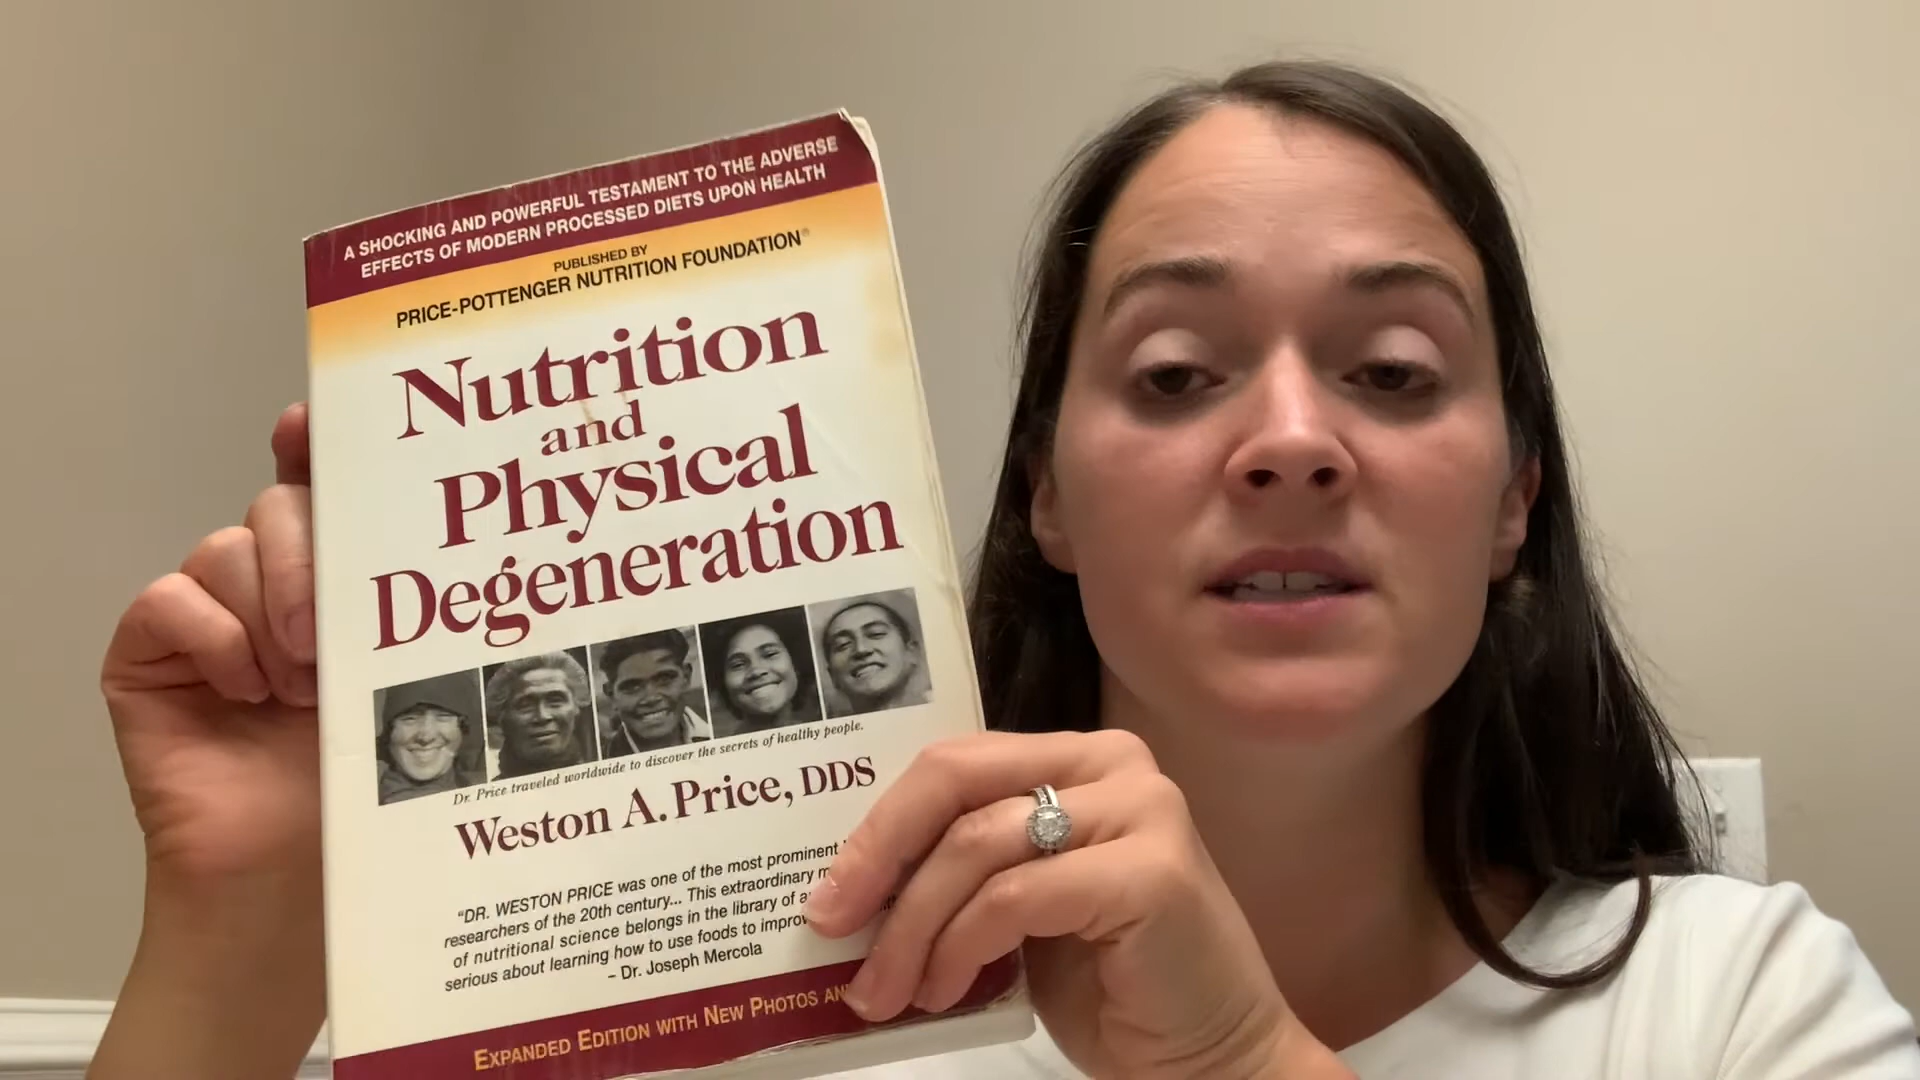 A SHOCKING AND POWERFUL TESTAMENT TO THE ADVERSE
EFFECTS OF MODERN PROCESSED DIETS UPON HEALTH
PUBLISHED BY
PRICE-POTTENGER NUTRITION FOUNDATION®
Nutrition
and
Physical
Degeneration
Dr. Price traveled worldwide to discover the secrets of healthy people.
Weston A. Price, DDS
"DR. WESTON PRICE was one of the most prominent
researchers of the 20th century... This extraordinary
of nutritional science belongs in the library of
serious about learning how to use foods to
– Dr. Joseph Mercola
EXPANDED EDITION WITH NEW PHOTOS